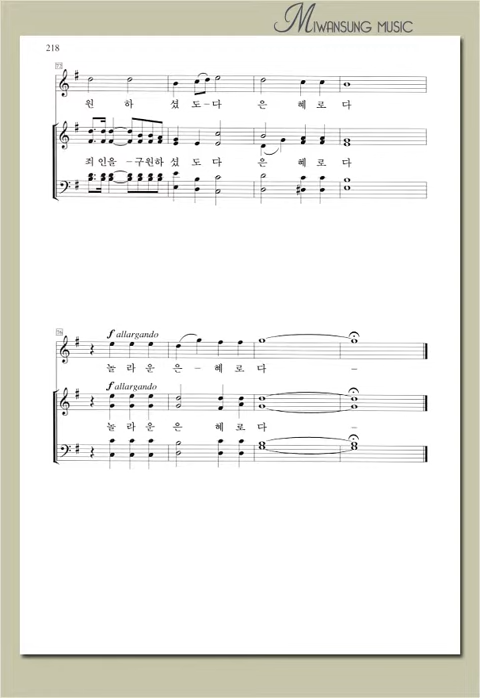 MIWANSUNG MUSIC
218
원 하 셨 도 – 다 은 혜 로 다
죄 인을 – 구원하 셨 도 다 은 혜 로 다
f allargando
놀 라 운 은 – 혜 로 다 –
f allargando
놀 라 운 은 혜 로 다 –